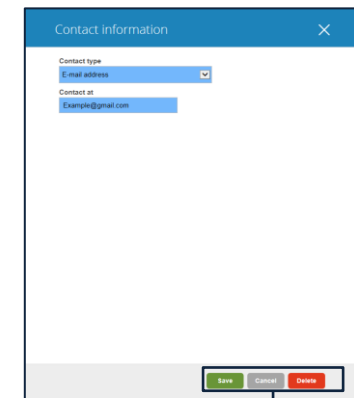 Contact information
Contact type
E-mail address
Contact at
Example@gmail.com
Save Cancel Delete